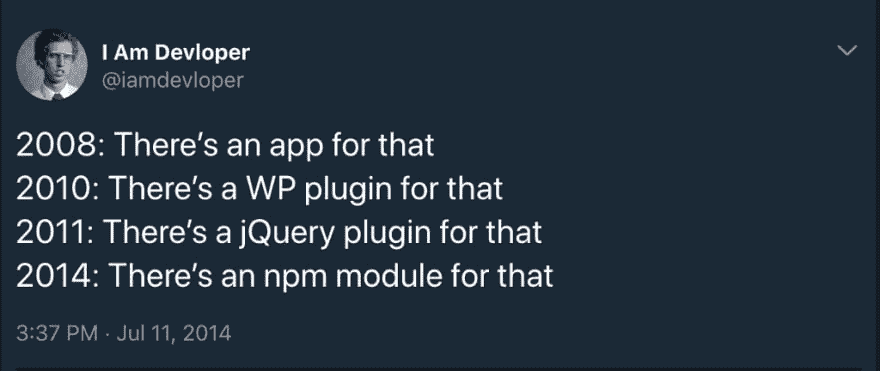 I Am Devloper
@iamdevloper
2008: There’s an app for that
2010: There’s a WP plugin for that
2011: There’s a jQuery plugin for that
2014: There’s an npm module for that
3:37 PM · Jul 11, 2014